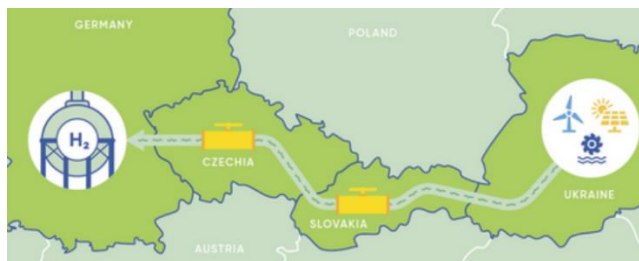 GERMANY
POLAND
H₂
CZECHIA
SLOVAKIA
UKRAINE
AUSTRIA